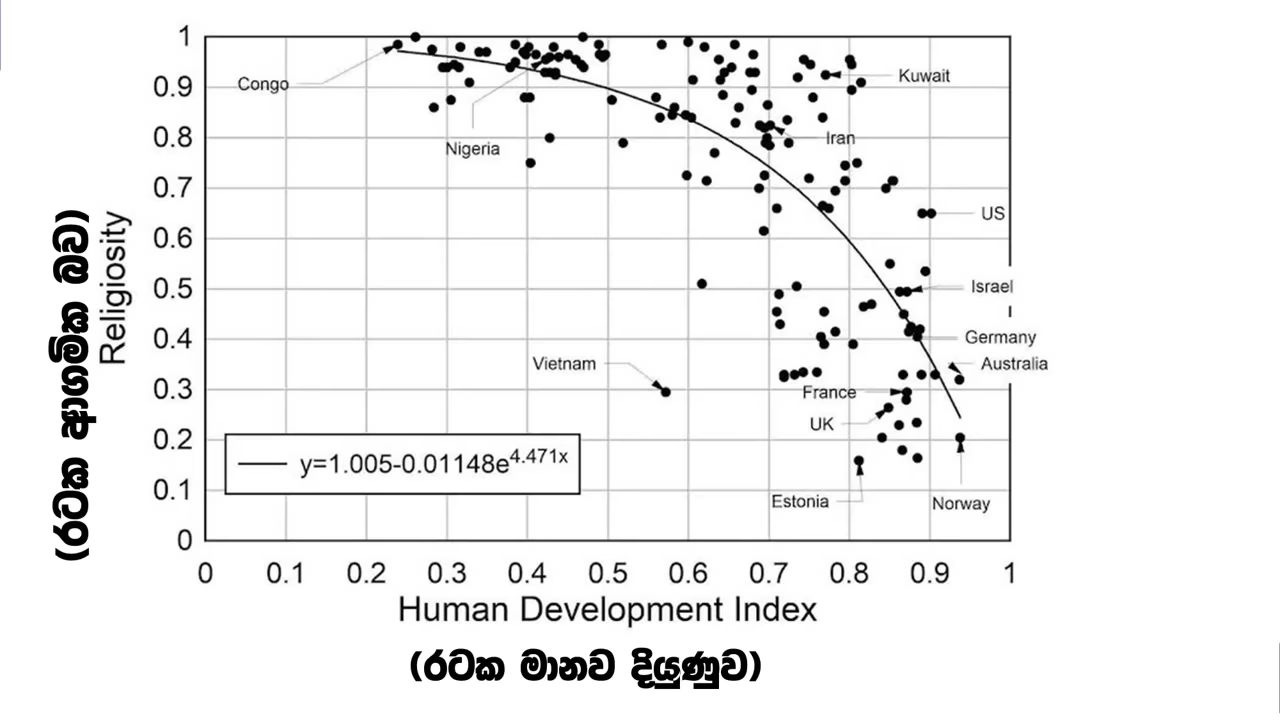 (රටක ආගමික බව)
Religiosity
1
0.9
0.8
0.7
0.6
0.5
0.4
0.3
0.2
0.1
0
Congo
Nigeria
Kuwait
Iran
US
Israel
Germany
Australia
Vietnam
France
UK
Estonia
Norway
y=1.005-0.01148e^4.471x
0 0.1 0.2 0.3 0.4 0.5 0.6 0.7 0.8 0.9 1
Human Development Index
(රටක මානව දියුණුව)